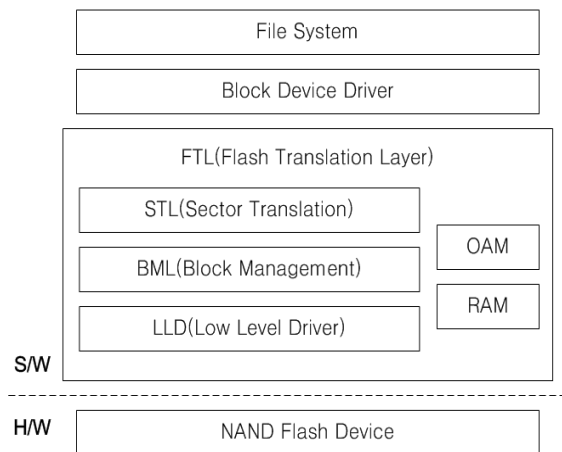 File System
Block Device Driver
FTL(Flash Translation Layer)
STL(Sector Translation)
BML(Block Management)
LLD(Low Level Driver)
OAM
RAM
S/W
H/W
NAND Flash Device